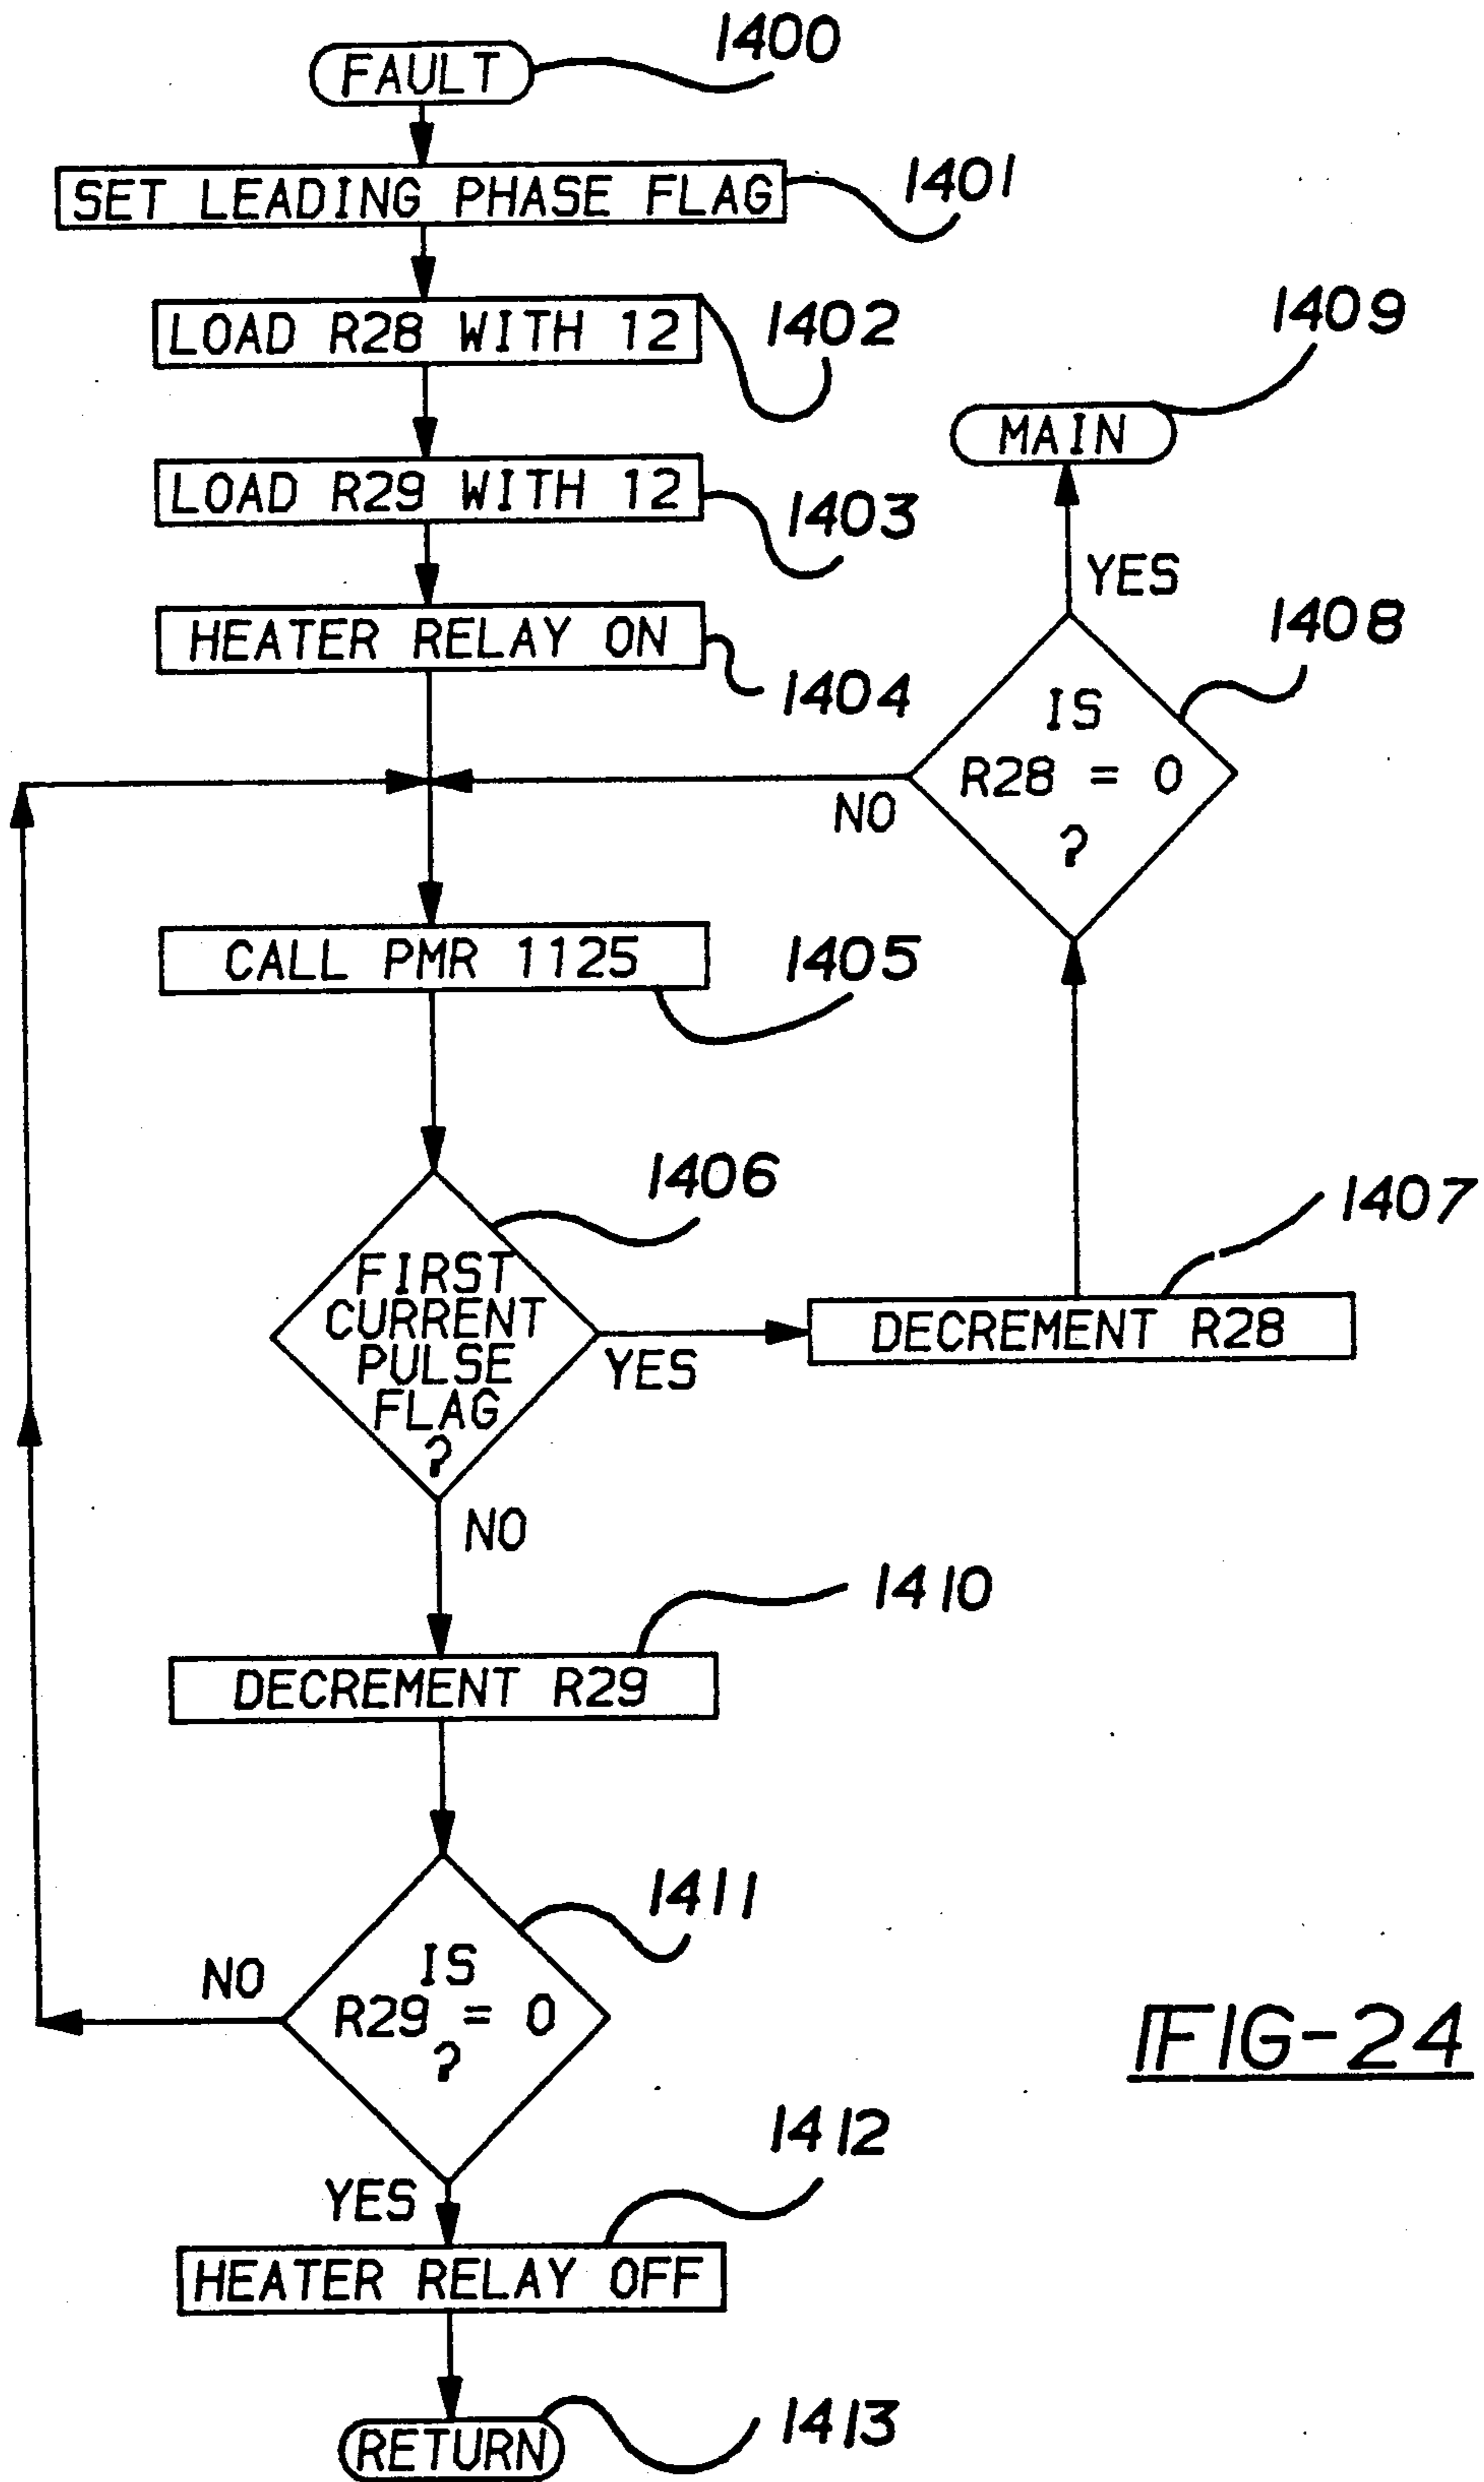 FAULT
1400
SET LEADING PHASE FLAG
1401
LOAD R28 WITH 12
1402
LOAD R29 WITH 12
1403
HEATER RELAY ON
1404
MAIN
1409
YES
IS
R28 = 0
?
1408
NO
CALL PMR 1125
1405
FIRST
CURRENT
PULSE
FLAG
?
1406
YES
DECREMENT R28
1407
NO
DECREMENT R29
1410
IS
R29 = 0
?
1411
NO
YES
HEATER RELAY OFF
1412
RETURN
1413
FIG-24